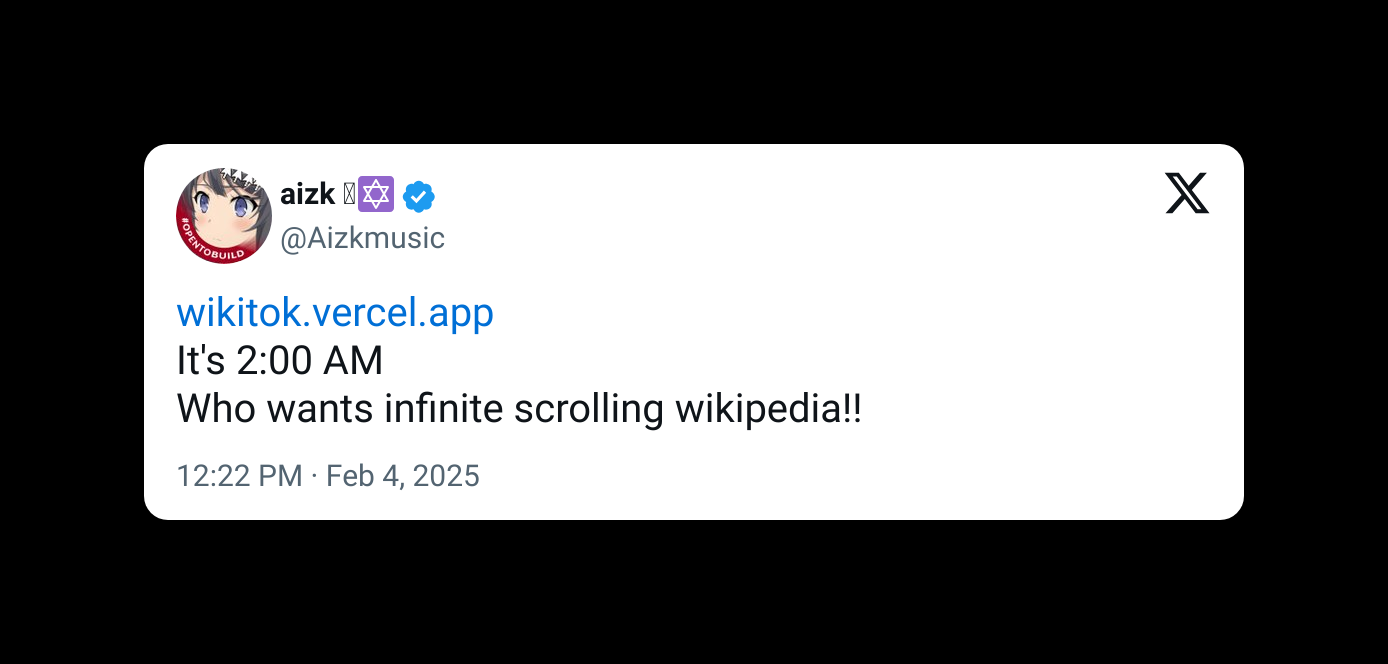 aizk 🔯
@Aizkmusic
#OPENTOBUILD
wikitok.vercel.app
It's 2:00 AM
Who wants infinite scrolling wikipedia!!
12:22 PM · Feb 4, 2025